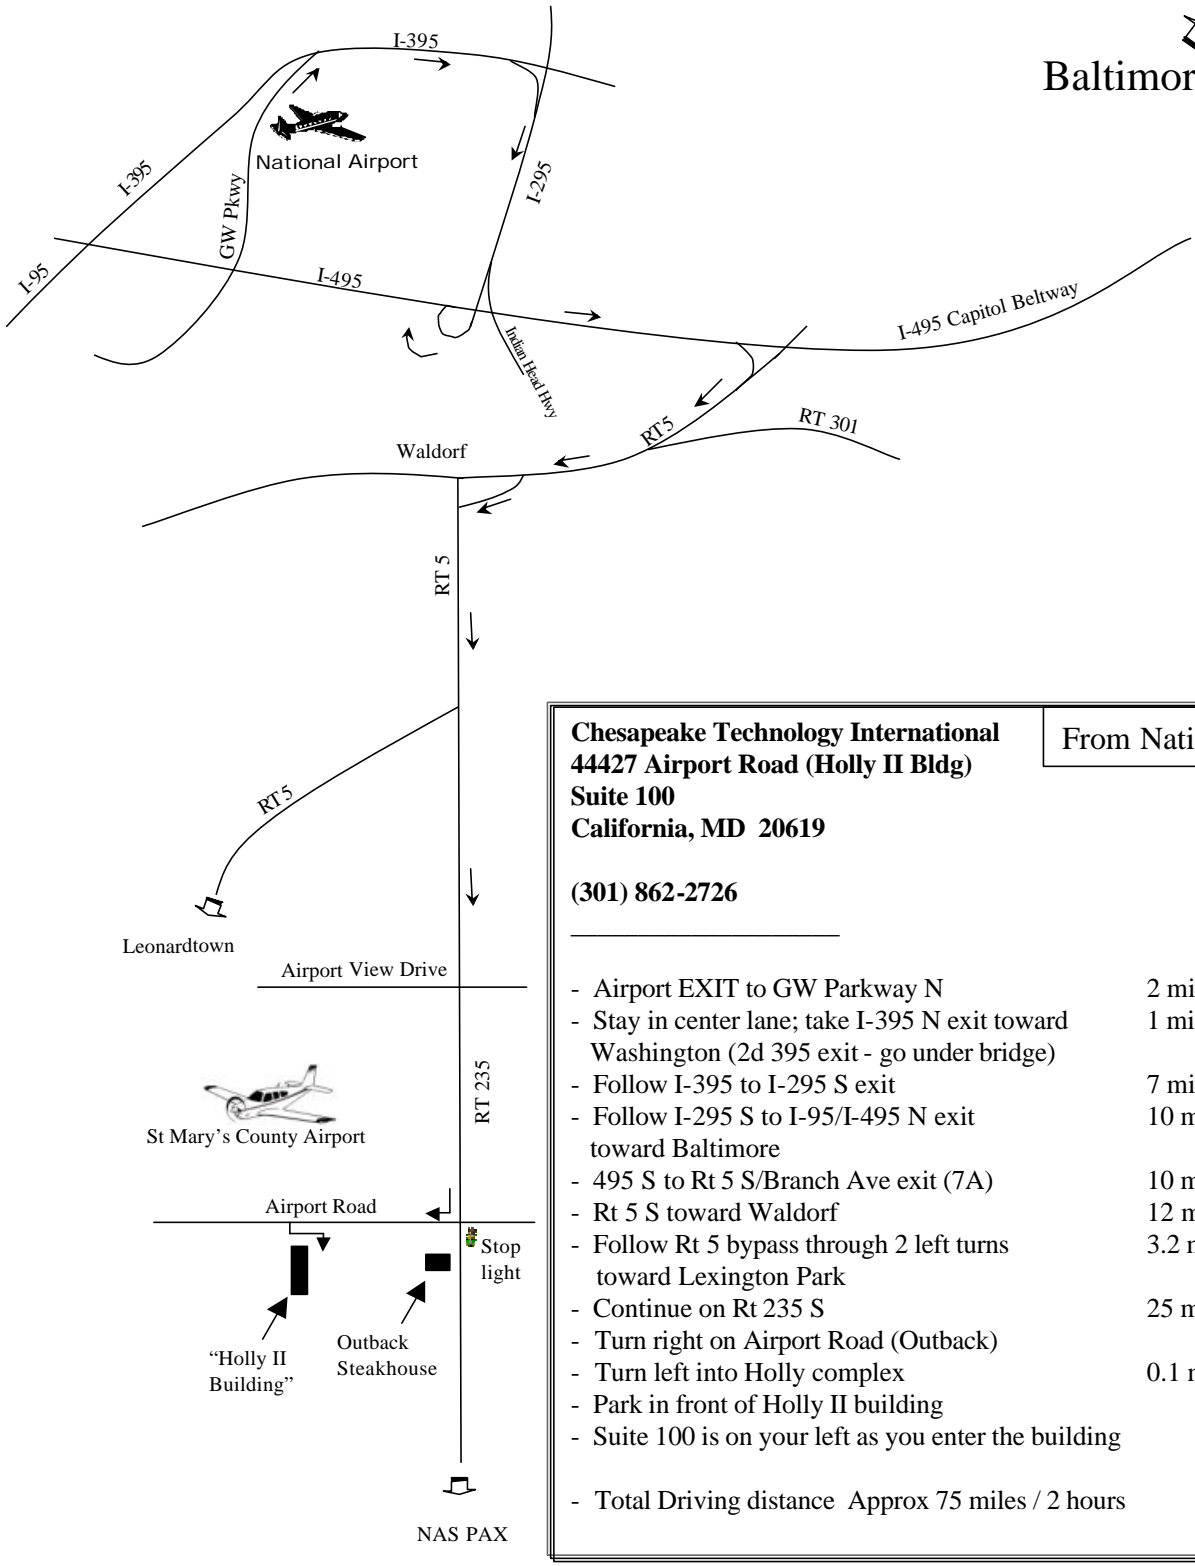 I-395
Baltimor
National Airport
I-395
GW Pkwy
I-295
I-95
I-495
I-495 Capitol Beltway
Indian Head Hwy
RT 301
RT5
Waldorf
RT 5
RT5
Leonardtown
Airport View Drive
RT 235
St Mary's County Airport
Airport Road
Stop
light
"Holly II
Building"
Outback
Steakhouse
NAS PAX
Chesapeake Technology International
From Nati
44427 Airport Road (Holly II Bldg)
Suite 100
California, MD 20619
(301) 862-2726
- Airport EXIT to GW Parkway N 2 mi
- Stay in center lane; take I-395 N exit toward 1 mi
Washington (2d 395 exit - go under bridge)
- Follow I-395 to I-295 S exit 7 mi
- Follow I-295 S to I-95/I-495 N exit 10 m
toward Baltimore
- 495 S to Rt 5 S/Branch Ave exit (7A) 10 m
- Rt 5 S toward Waldorf 12 m
- Follow Rt 5 bypass through 2 left turns 3.2 m
toward Lexington Park
- Continue on Rt 235 S 25 m
- Turn right on Airport Road (Outback)
- Turn left into Holly complex 0.1 m
- Park in front of Holly II building
- Suite 100 is on your left as you enter the building
- Total Driving distance Approx 75 miles / 2 hours